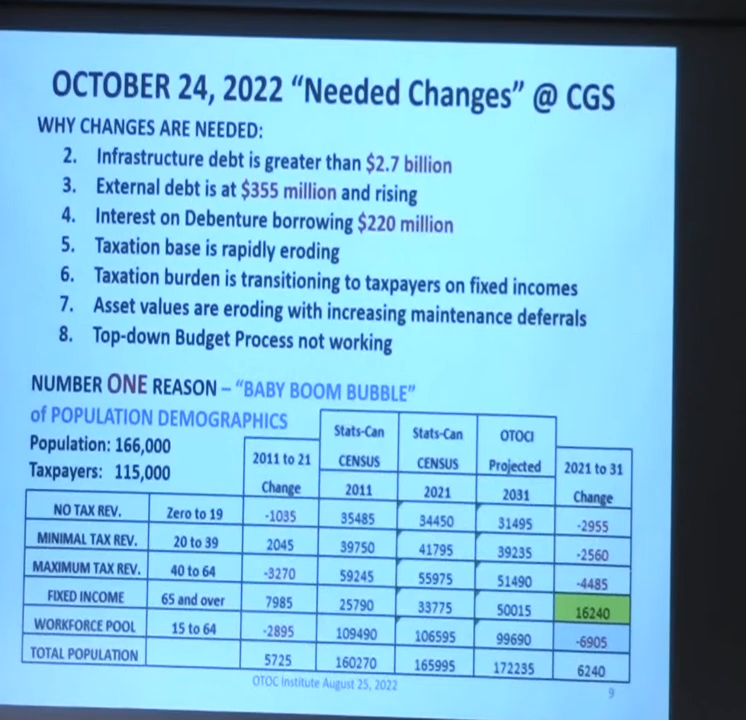 OCTOBER 24, 2022 “Needed Changes” @ CGS
WHY CHANGES ARE NEEDED:
2. Infrastructure debt is greater than $2.7 billion
3. External debt is at $355 million and rising
4. Interest on Debenture borrowing $220 million
5. Taxation base is rapidly eroding
6. Taxation burden is transitioning to taxpayers on fixed incomes
7. Asset values are eroding with increasing maintenance deferrals
8. Top-down Budget Process not working
NUMBER ONE REASON – “BABY BOOM BUBBLE”
of POPULATION DEMOGRAPHICS
Population: 166,000
Taxpayers: 115,000
2011 to 21 Change
Stats-Can CENSUS 2011
Stats-Can CENSUS 2021
OTOCI Projected 2031
2021 to 31 Change
NO TAX REV. Zero to 19 -1035 35485 34450 31495 -2955
MINIMAL TAX REV. 20 to 39 2045 39750 41795 39235 -2560
MAXIMUM TAX REV. 40 to 64 -3270 59245 55975 51490 -4485
FIXED INCOME 65 and over 7985 25790 33775 50015 16240
WORKFORCE POOL 15 to 64 -2895 109490 106595 99690 -6905
TOTAL POPULATION 5725 160270 165995 172235 6240
OTOC Institute August 25, 2022
9